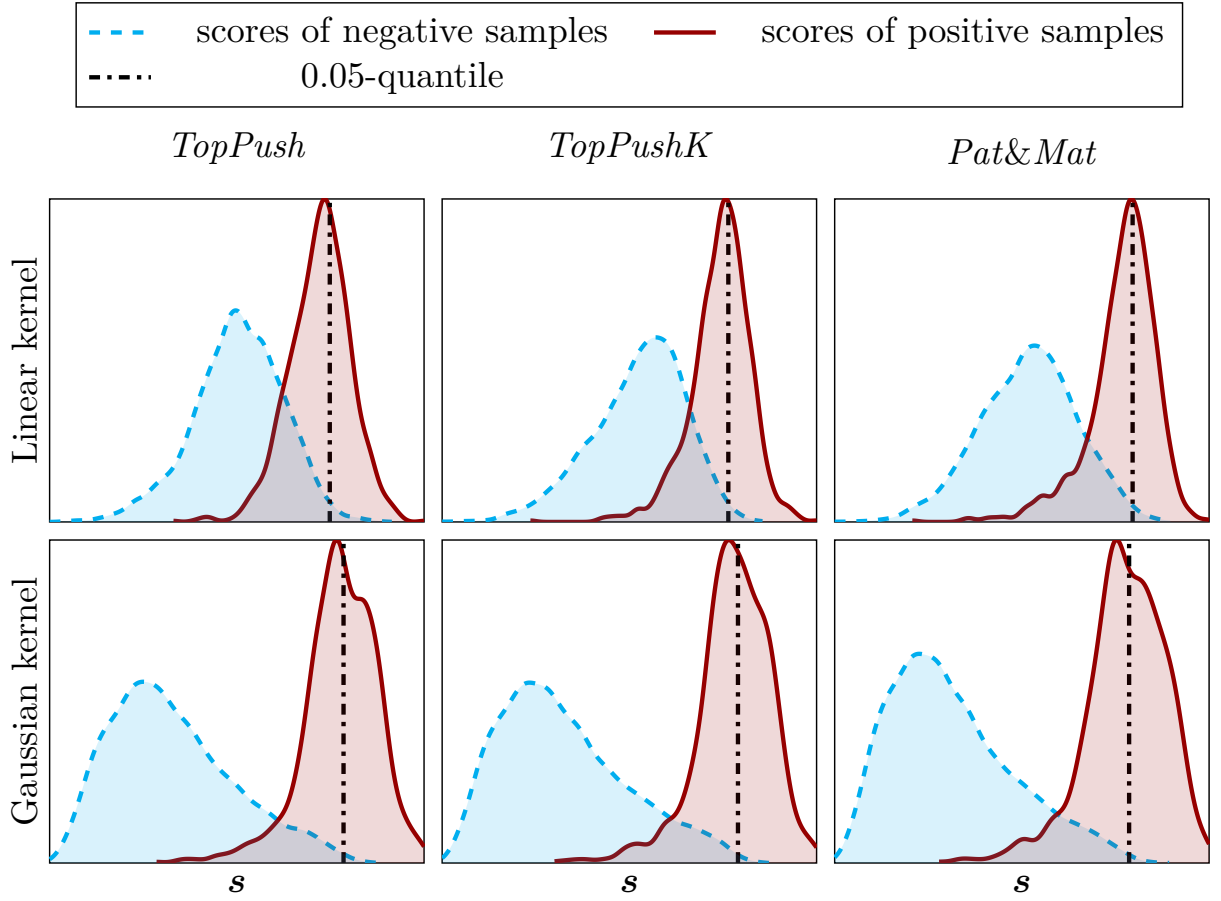 scores of negative samples scores of positive samples
0.05-quantile
TopPush TopPushK Pat&Mat
Linear kernel
Gaussian kernel
s s s